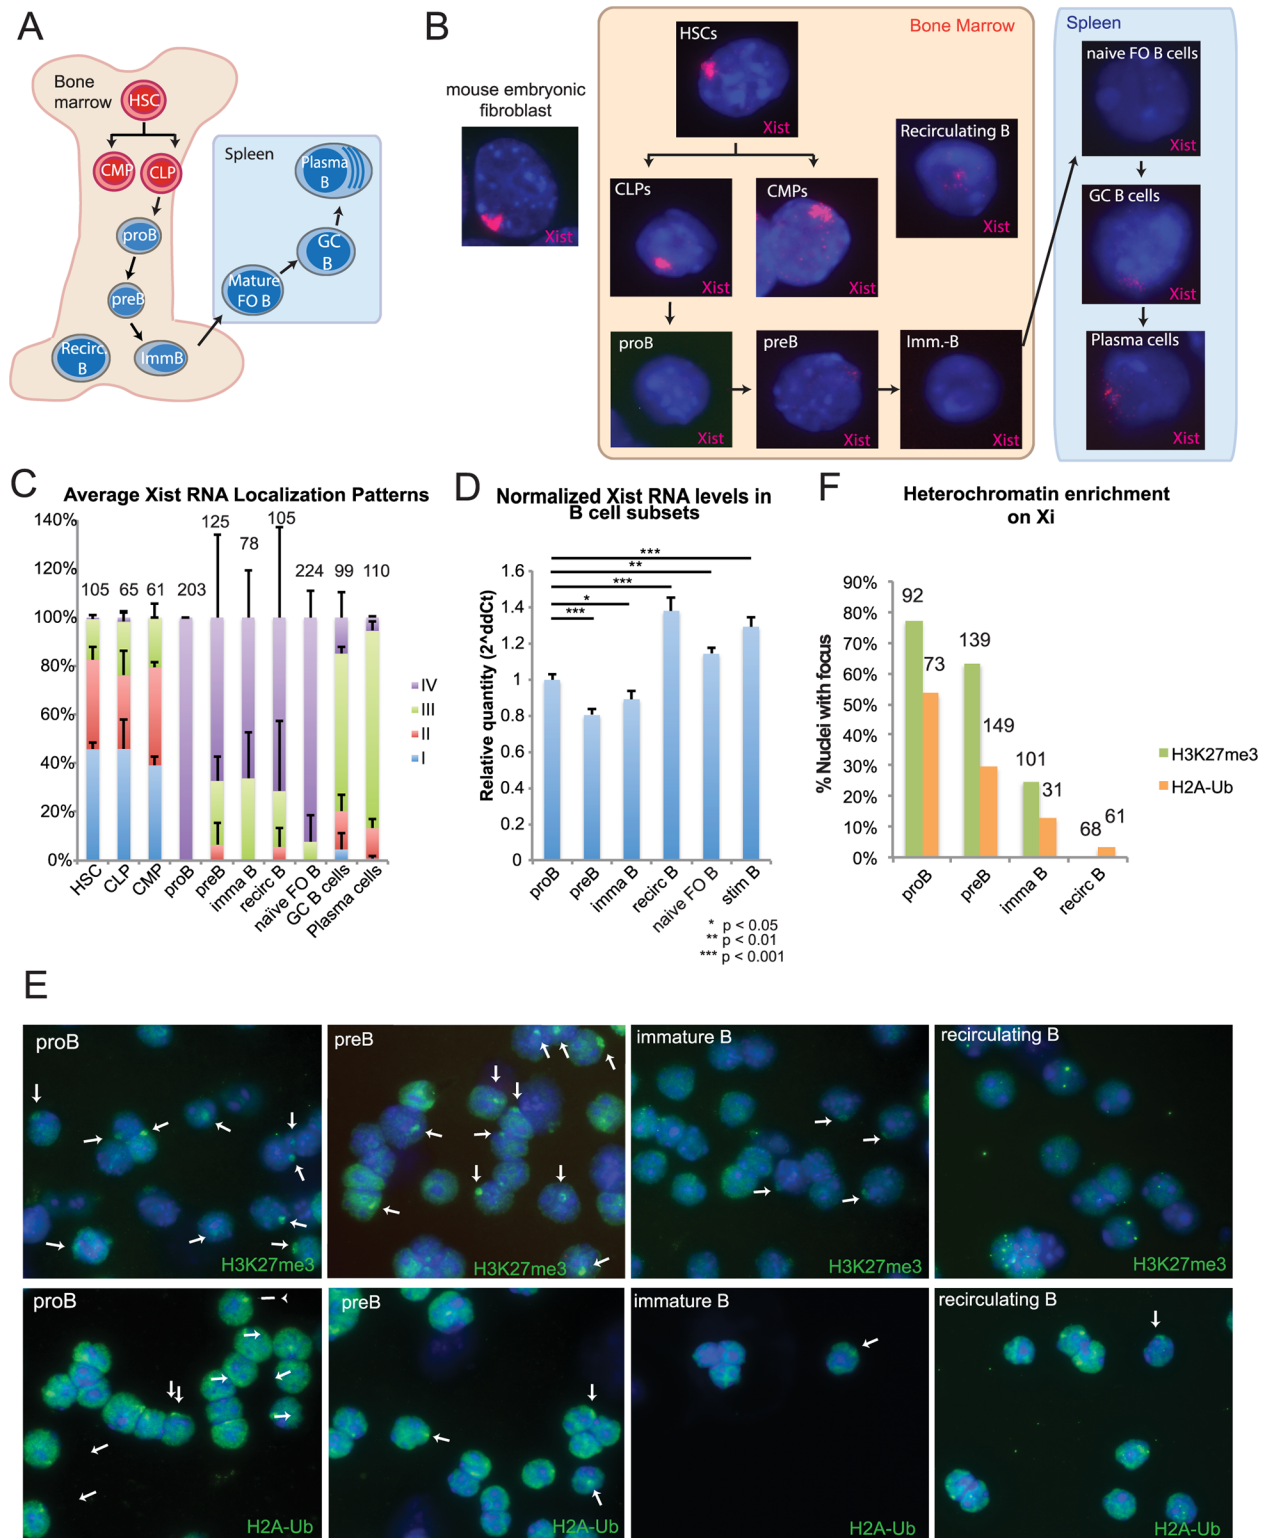 A
Bone
marrow
HSC
CMP
CLP
proB
preB
Recirc.
B
ImmB
Spleen
Plasma
B
GC
B
Mature
FO B
B
mouse embryonic
fibroblast
Xist
Bone Marrow
HSCs
Xist
CLPs
Xist
CMPs
Xist
Recirculating B
Xist
proB
Xist
preB
Xist
Imm.-B
Xist
Spleen
naive FO B cells
Xist
GC B cells
Xist
Plasma cells
Xist
C
Average Xist RNA Localization Patterns
140%
120%
100%
80%
60%
40%
20%
0%
105
65
61
203
125
78
105
224
99
110
HSC
CLP
CMP
proB
preB
imma B
recirc B
naïve FO B
GC B cells
Plasma cells
IV
III
II
I
D
Normalized Xist RNA levels in
B cell subsets
Relative quantity (2^ddCt)
1.6
1.4
1.2
1
0.8
0.6
0.4
0.2
0
***
**
***
*
***
proB
preB
imma B
recirc B
naive FO B
stim B
* p < 0.05
** p < 0.01
*** p < 0.001
F
Heterochromatin enrichment
on Xi
% Nuclei with focus
90%
80%
70%
60%
50%
40%
30%
20%
10%
0%
92
73
139
149
101
31
68
61
proB
preB
imma B
recirc B
H3K27me3
H2A-Ub
E
proB
H3K27me3
preB
H3K27me3
immature B
H3K27me3
recirculating B
H3K27me3
proB
H2A-Ub
preB
H2A-Ub
immature B
H2A-Ub
recirculating B
H2A-Ub